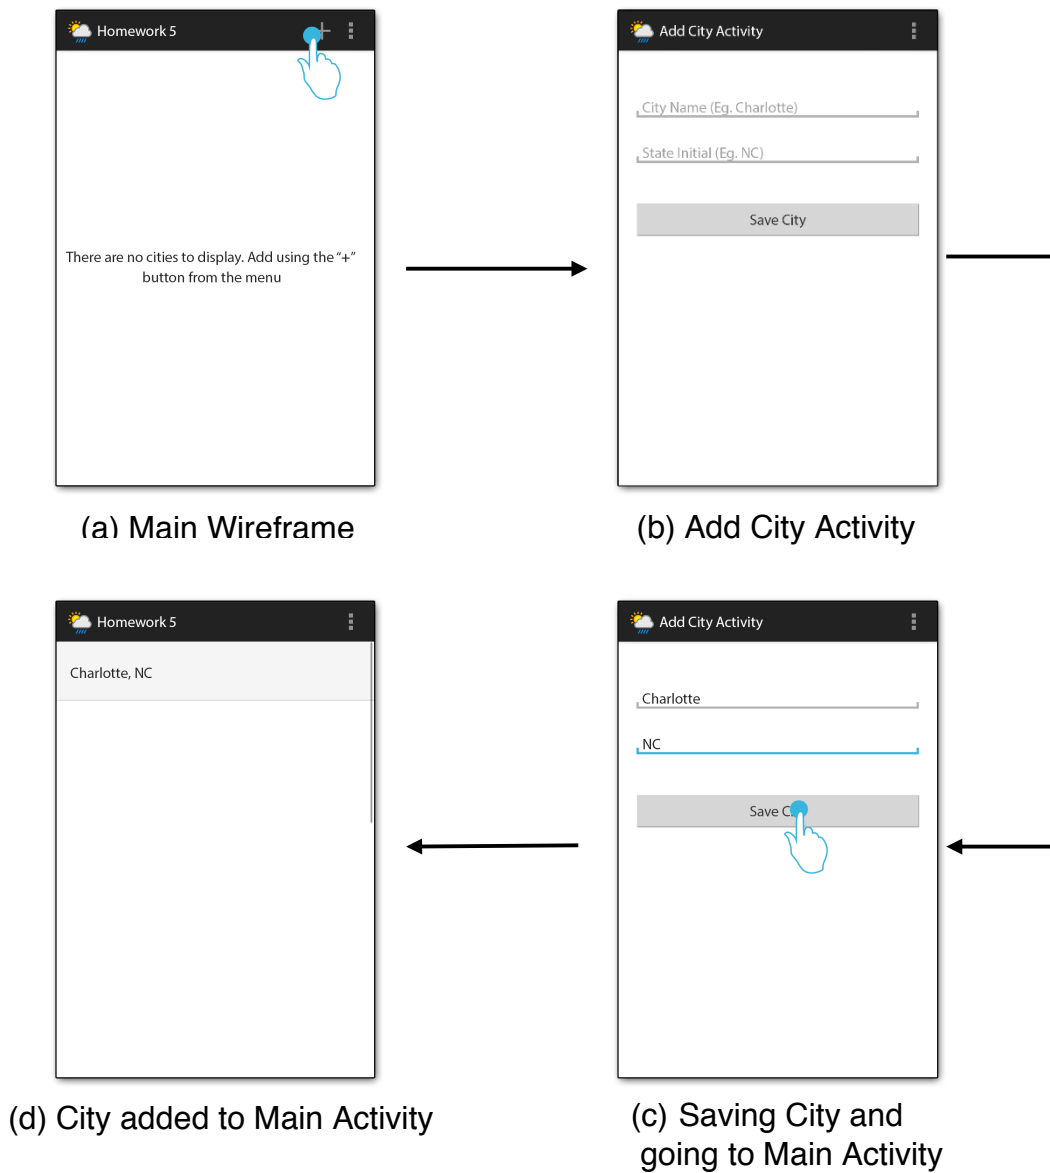 Homework 5
There are no cities to display. Add using the “+”
button from the menu
(a) Main Wireframe
Add City Activity
City Name (Eg. Charlotte)
State Initial (Eg. NC)
Save City
(b) Add City Activity
Homework 5
Charlotte, NC
(d) City added to Main Activity
Add City Activity
Charlotte
NC
Save C
(c) Saving City and
going to Main Activity